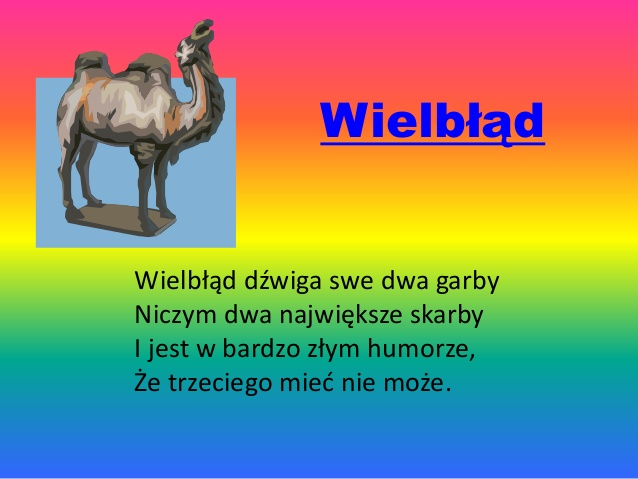 Wielbłąd
Wielbłąd dźwiga swe dwa garby
Niczym dwa największe skarby
I jest w bardzo złym humorze,
Że trzeciego mieć nie może.